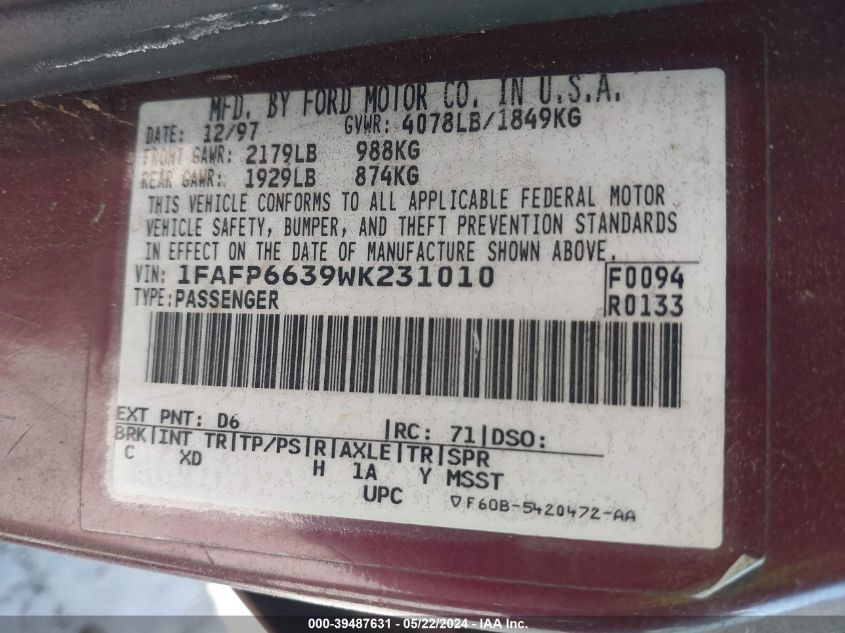 MFD. BY FORD MOTOR CO. IN U.S.A.
DATE: 12/97 GVWR: 4078LB/1849KG
FRONT GAWR: 2179LB 988KG
REAR GAWR: 1929LB 874KG
THIS VEHICLE CONFORMS TO ALL APPLICABLE FEDERAL MOTOR
VEHICLE SAFETY, BUMPER, AND THEFT PREVENTION STANDARDS
IN EFFECT ON THE DATE OF MANUFACTURE SHOWN ABOVE.
VIN: 1FAFP6639WK231010 F0094
TYPE: PASSENGER R0133
EXT PNT: D6 |RC: 71|DSO:
BRK|INT TR|TP/PS|R|AXLE|TR|SPR
C XD H 1A Y MSST
UPC ▽F60B-5420472-AA
000-39487631 - 05/22/2024 - IAA Inc.